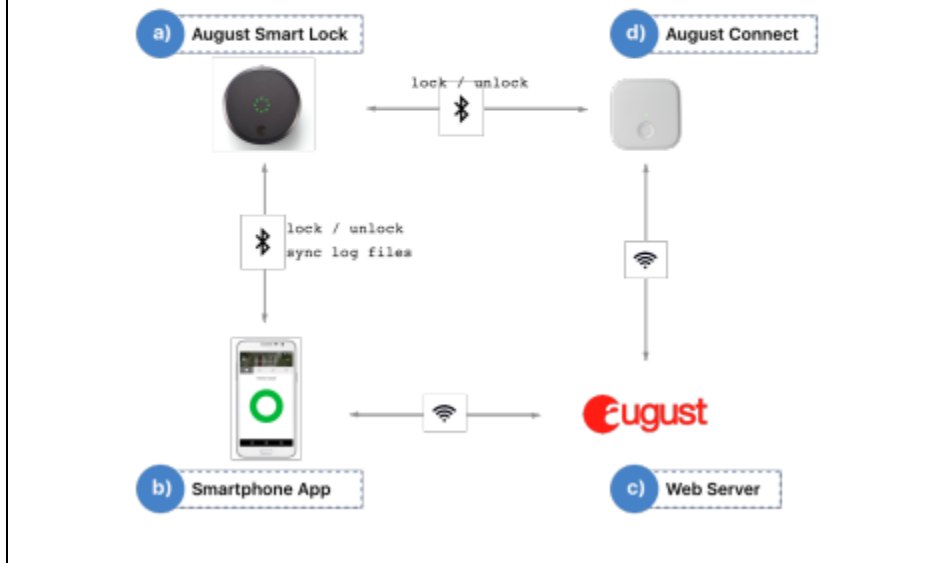 a) August Smart Lock
d) August Connect
lock / unlock
lock / unlock
sync log files
august
b) Smartphone App
c) Web Server